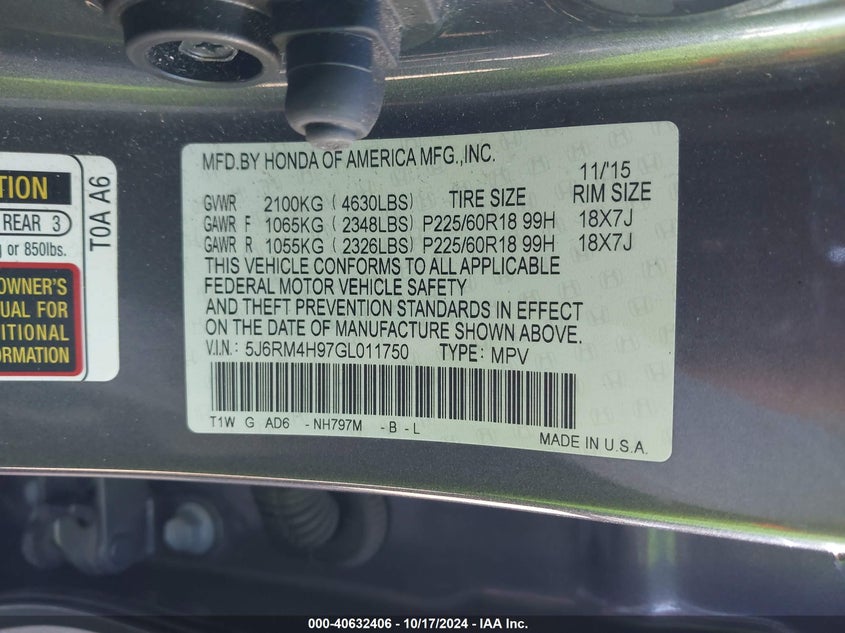 MFD.BY HONDA OF AMERICA MFG.,INC. 11/'15
GVWR 2100KG ( 4630LBS) TIRE SIZE RIM SIZE
GAWR F 1065KG ( 2348LBS) P225/60R18 99H 18X7J
GAWR R 1055KG ( 2326LBS) P225/60R18 99H 18X7J
THIS VEHICLE CONFORMS TO ALL APPLICABLE
FEDERAL MOTOR VEHICLE SAFETY
AND THEFT PREVENTION STANDARDS IN EFFECT
ON THE DATE OF MANUFACTURE SHOWN ABOVE.
V.I.N.: 5J6RM4H97GL011750 TYPE: MPV
T1W G AD6 -NH797M -B-L
MADE IN U.S.A.
TION
REAR 3
or 850lbs.
OWNER'S
UAL FOR
ITIONAL
ORMATION
T0A A6
000-40632406 - 10/17/2024 - IAA Inc.